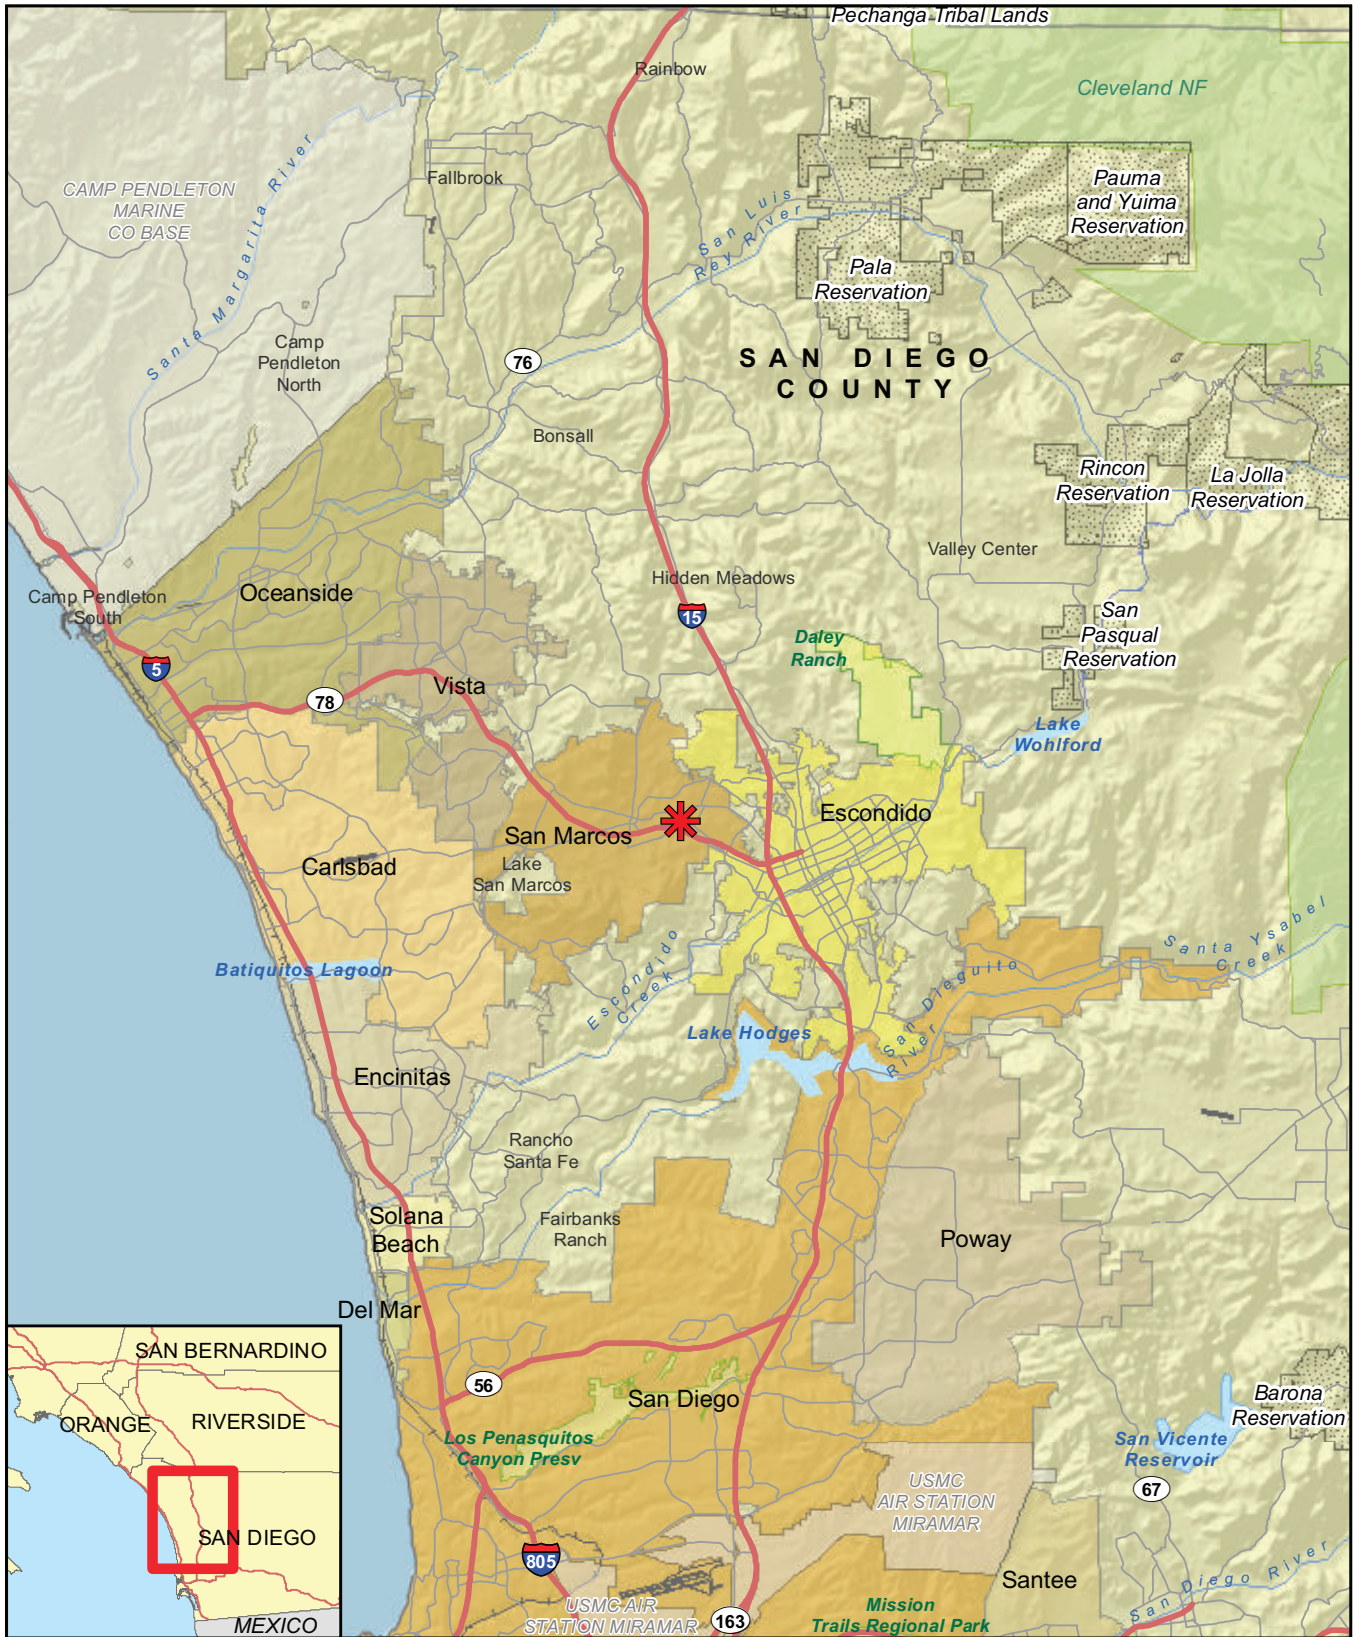 Pechanga Tribal Lands
Rainbow
Cleveland NF
CAMP PENDLETON
MARINE
CO BASE
Santa Margarita River
Fallbrook
San Luis
Rey River
Pauma
and Yuima
Reservation
Pala
Reservation
Camp
Pendleton
North
76
SAN DIEGO
COUNTY
Bonsall
Rincon
Reservation
La Jolla
Reservation
Valley Center
Hidden Meadows
Camp Pendleton
South
Oceanside
15
San
Pasqual
Reservation
Daley
Ranch
5
78
Vista
Lake
Wohlford
Escondido
San Marcos
Lake
San Marcos
Carlsbad
Batiquitos Lagoon
Escondido
Creek
Santa Ysabel
Creek
San Dieguito
River
Lake Hodges
Encinitas
Rancho
Santa Fe
Solana
Beach
Fairbanks
Ranch
Poway
Del Mar
56
San Diego
Los Penasquitos
Canyon Presv
Barona
Reservation
San Vicente
Reservoir
67
USMC
AIR STATION
MIRAMAR
805
Santee
San Diego River
USMC AIR
STATION MIRAMAR
163
Mission
Trails Regional Park
SAN BERNARDINO
ORANGE
RIVERSIDE
SAN DIEGO
MEXICO